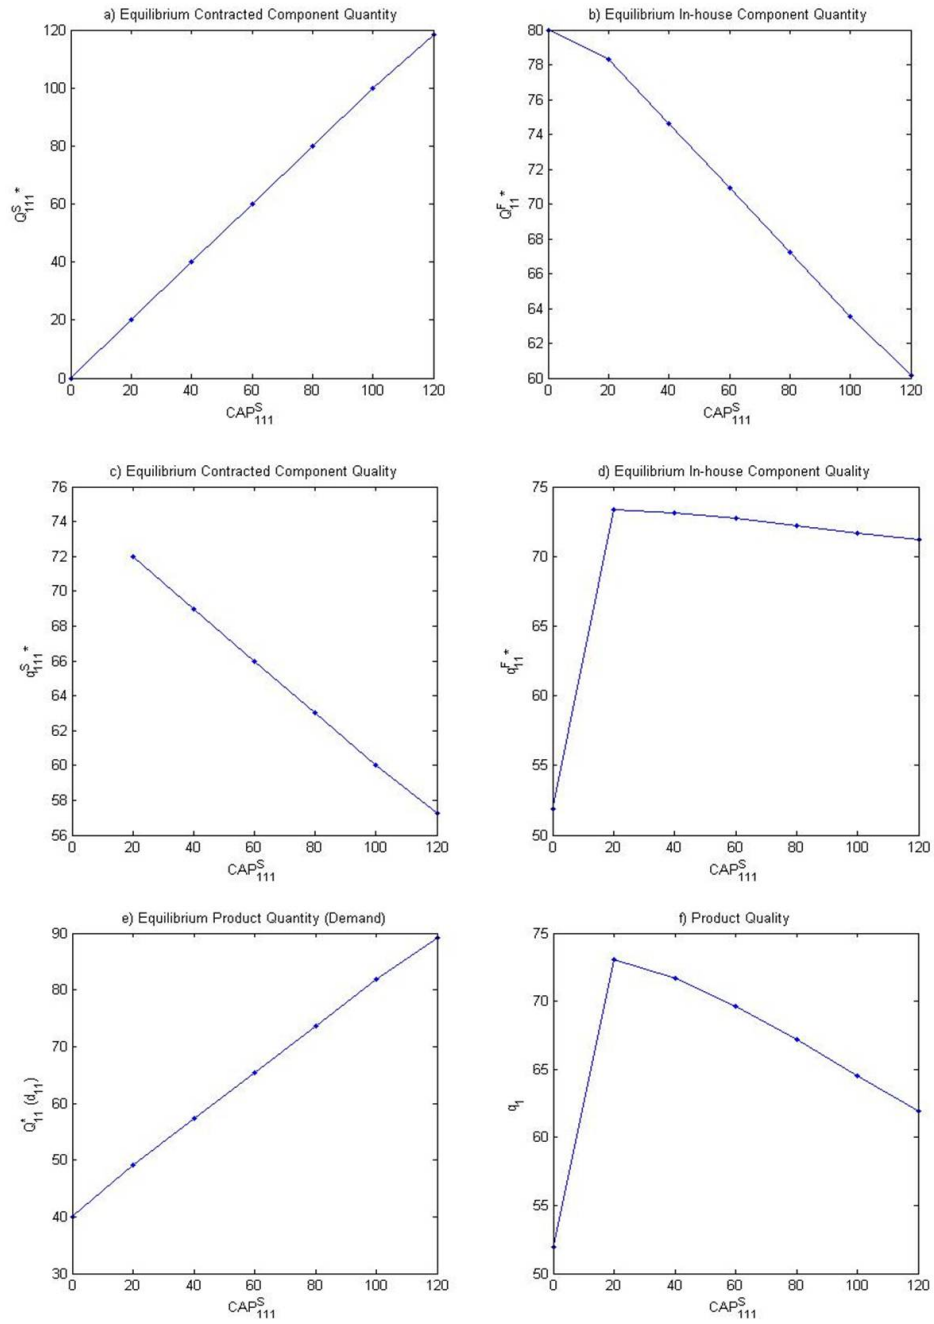 a) Equilibrium Contracted Component Quantity
120
100
80
60
40
20
0
Q^S_111*
0 20 40 60 80 100 120
CAP^S_111
b) Equilibrium In-house Component Quantity
80
78
76
74
72
70
68
66
64
62
60
Q^F_11*
0 20 40 60 80 100 120
CAP^S_111
c) Equilibrium Contracted Component Quality
76
74
72
70
68
66
64
62
60
58
56
q^S_111*
0 20 40 60 80 100 120
CAP^S_111
d) Equilibrium In-house Component Quality
75
70
65
60
55
50
q^F_11*
0 20 40 60 80 100 120
CAP^S_111
e) Equilibrium Product Quantity (Demand)
90
80
70
60
50
40
30
Q^*_11 (d_11)
0 20 40 60 80 100 120
CAP^S_111
f) Product Quality
75
70
65
60
55
50
q_1
0 20 40 60 80 100 120
CAP^S_111